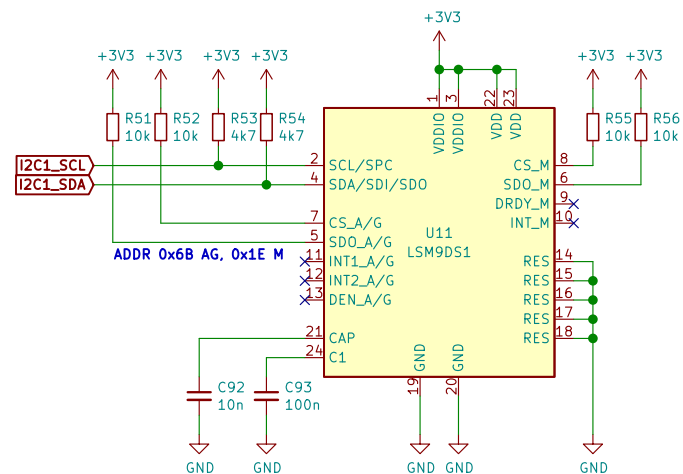 +3V3
+3V3 +3V3 +3V3 +3V3 +3V3 +3V3
R51 R52 R53 R54 R55 R56
10k 10k 4k7 4k7 10k 10k
1 3 22 23
VDDIO VDDIO VDD VDD
I2C1_SCL 2 SCL/SPC CS_M 8
I2C1_SDA 4 SDA/SDI/SDO SDO_M 6
DRDY_M 9
7 CS_A/G INT_M 10
U11
5 SDO_A/G
LSM9DS1
ADDR 0x6B AG, 0x1E M
11 INT1_A/G RES 14
12 INT2_A/G RES 15
13 DEN_A/G RES 16
RES 17
21 CAP RES 18
24 C1
GND GND
19 20
C92 C93
10n 100n
GND GND GND GND GND